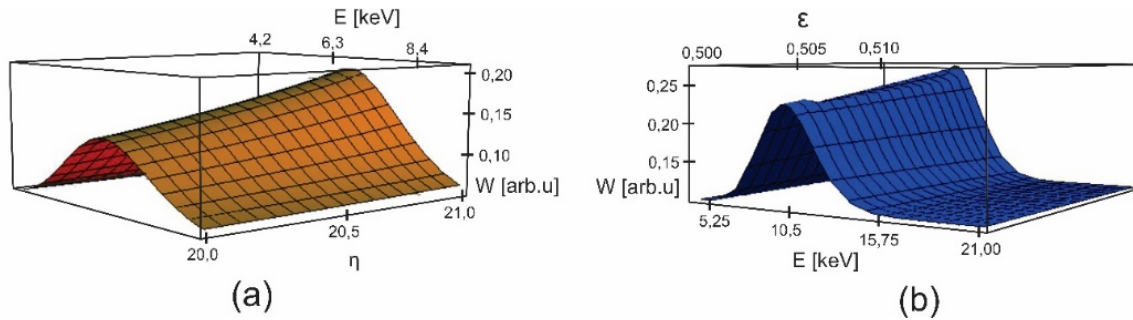 E [keV]
4,2
6,3
8,4
0,20
0,15
0,10
W [arb.u]
21,0
20,5
20,0
η
(a)
ε
0,500
0,505
0,510
0,25
0,20
0,15
W [arb.u]
5,25
10,5
15,75
21,00
E [keV]
(b)